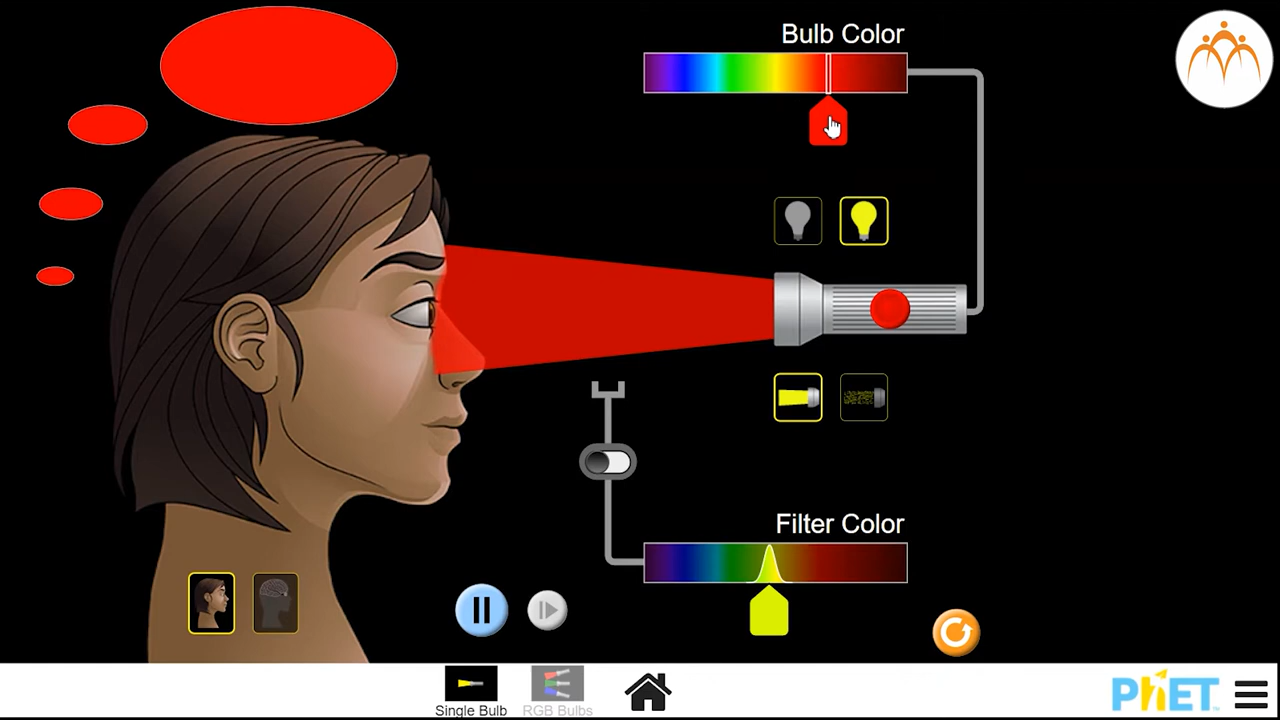 Bulb Color
Filter Color
Single Bulb
RGB Bulbs
PhET